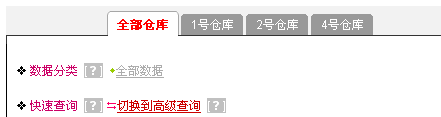 全部仓库 1号仓库 2号仓库 4号仓库
❖ 数据分类 [?] 全部数据
❖ 快速查询 [?] ⇆切换到高级查询 [?]